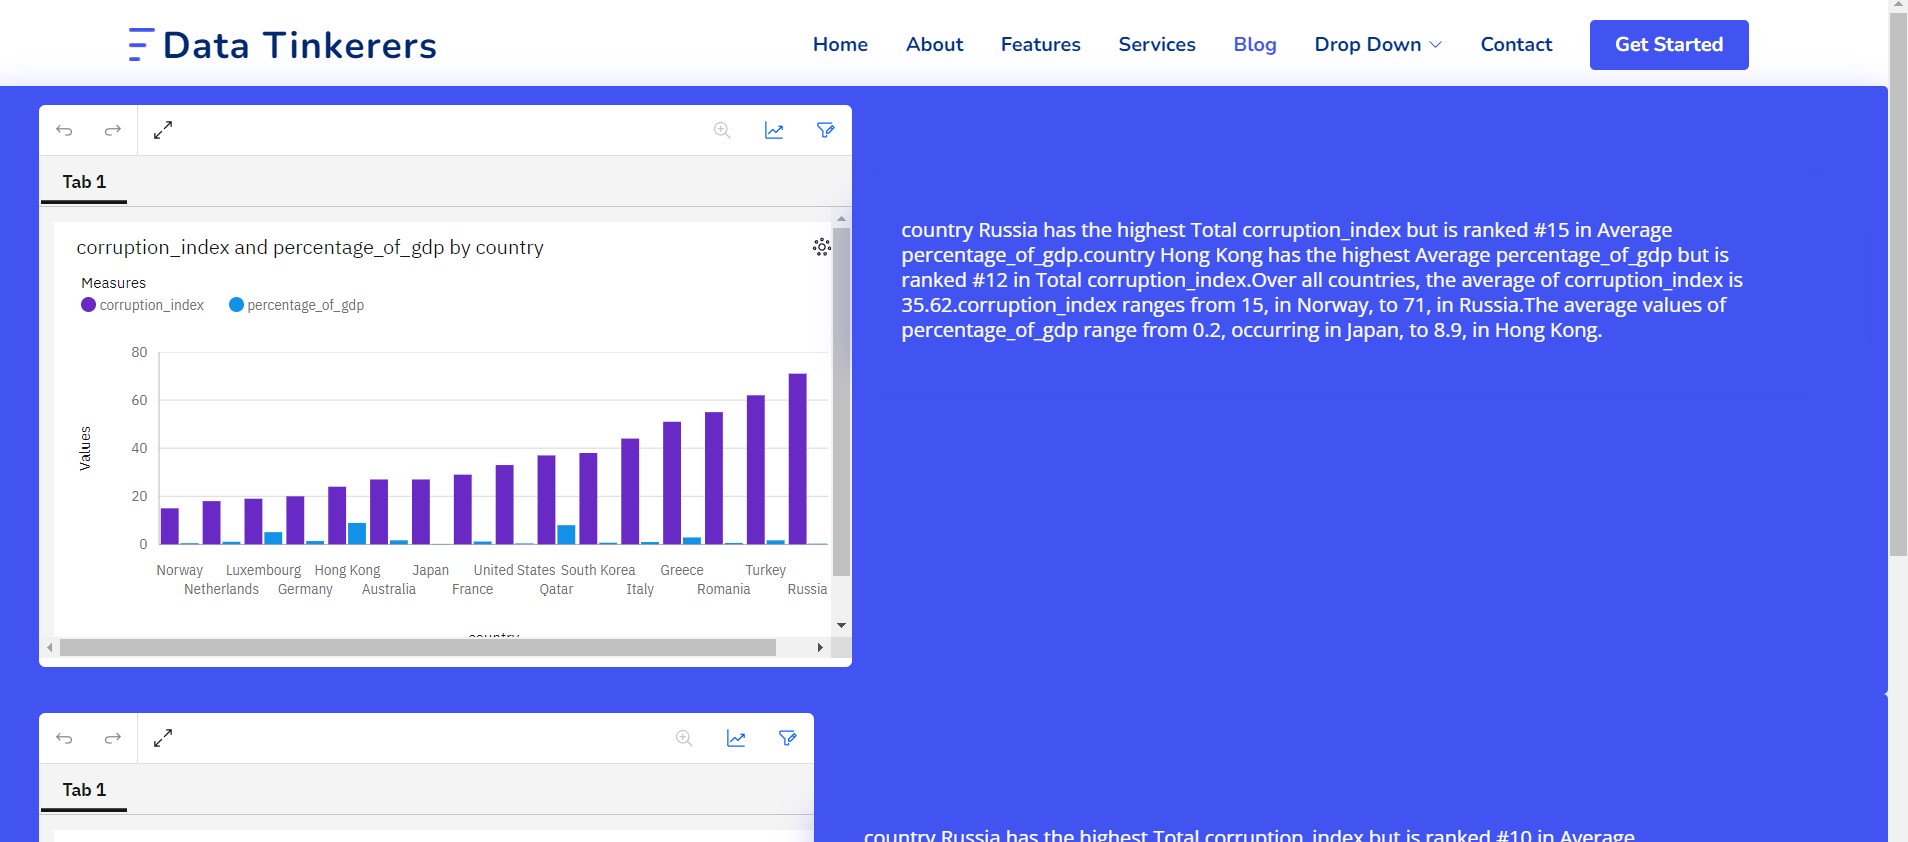 Data Tinkerers
Home About Features Services Blog Drop Down Contact Get Started
Tab 1
corruption_index and percentage_of_gdp by country
Measures
corruption_index percentage_of_gdp
80
60
40
20
0
Values
Norway Luxembourg Hong Kong Japan United States South Korea Greece Turkey
Netherlands Germany Australia France Qatar Italy Romania Russia
country
country Russia has the highest Total corruption_index but is ranked #15 in Average
percentage_of_gdp.country Hong Kong has the highest Average percentage_of_gdp but is
ranked #12 in Total corruption_index.Over all countries, the average of corruption_index is
35.62.corruption_index ranges from 15, in Norway, to 71, in Russia.The average values of
percentage_of_gdp range from 0.2, occurring in Japan, to 8.9, in Hong Kong.
Tab 1
country Russia has the highest Total corruption_index but is ranked #10 in Average